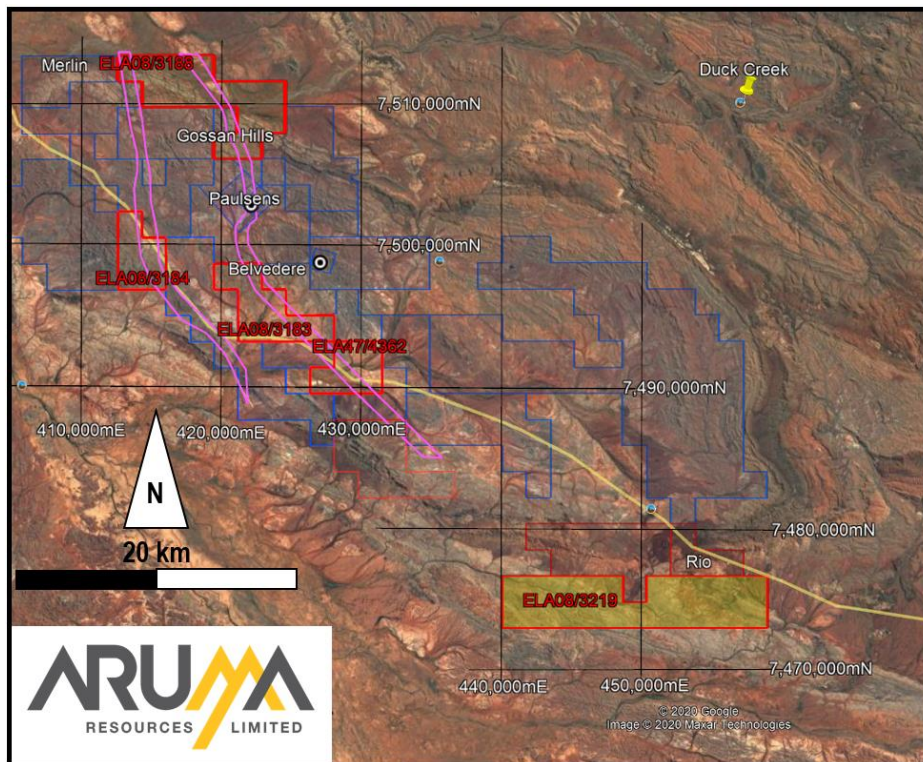 Merlin
ELA08/3188
Duck Creek
7,510,000mN
Gossan Hills
Paulsens
7,500,000mN
Belvedere
ELA08/3184
ELA08/3183
ELA47/4362
7,490,000mN
410,000mE
420,000mE
430,000mE
N
20 km
7,480,000mN
Rio
ELA08/3219
7,470,000mN
440,000mE
450,000mE
© 2020 Google
Image © 2020 Maxar Technologies
ARUMA
RESOURCES LIMITED